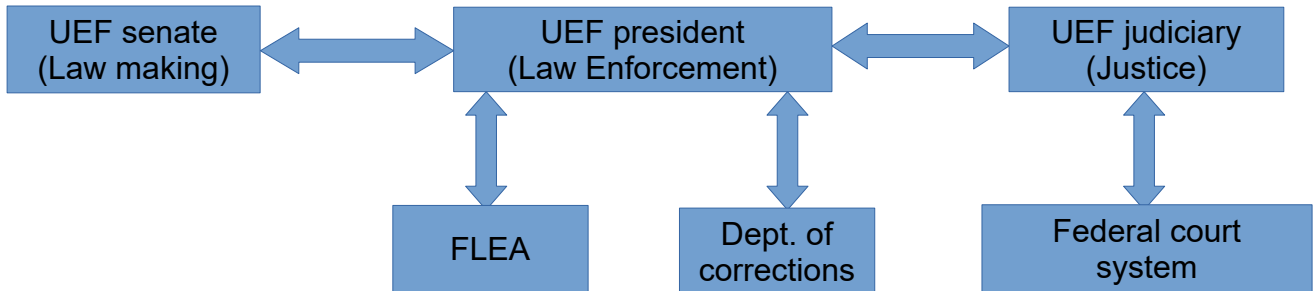 UEF senate
(Law making)
UEF president
(Law Enforcement)
UEF judiciary
(Justice)
FLEA
Dept. of
corrections
Federal court
system